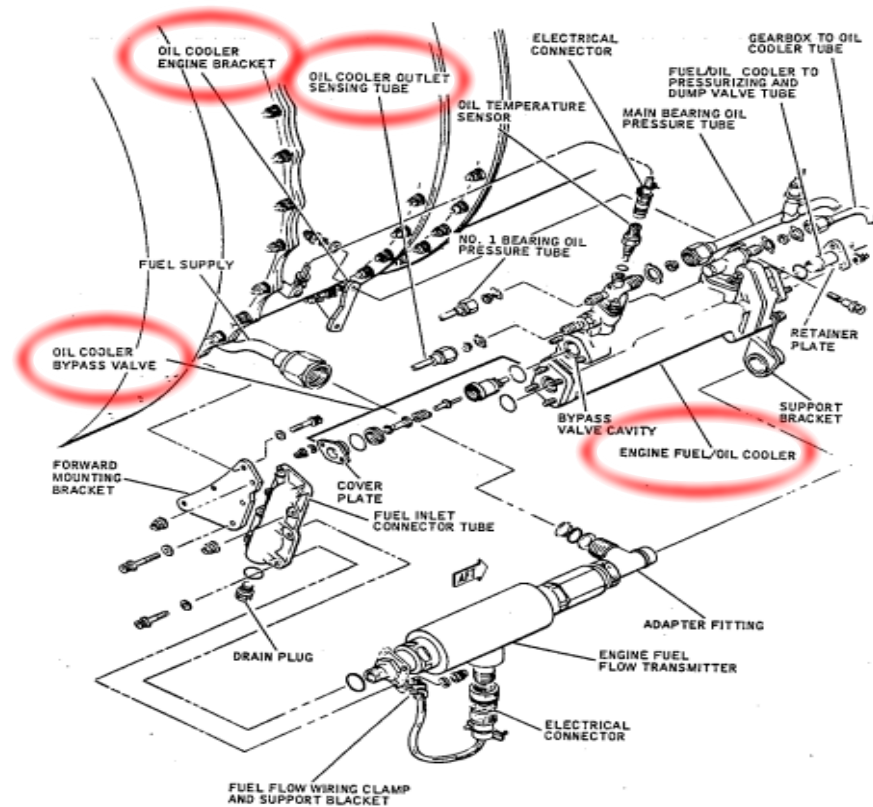 OIL COOLER
ENGINE BRACKET
OIL COOLER OUTLET
SENSING TUBE
ELECTRICAL
CONNECTOR
GEARBOX TO OIL
COOLER TUBE
FUEL/OIL COOLER TO
PRESSURIZING AND
DUMP VALVE TUBE
OIL TEMPERATURE
SENSOR
MAIN BEARING OIL
PRESSURE TUBE
NO. 1 BEARING OIL
PRESSURE TUBE
FUEL SUPPLY
RETAINER
PLATE
OIL COOLER
BYPASS VALVE
SUPPORT
BRACKET
BYPASS
VALVE CAVITY
ENGINE FUEL/OIL COOLER
FORWARD
MOUNTING
BRACKET
COVER
PLATE
FUEL INLET
CONNECTOR TUBE
AFT
ADAPTER FITTING
DRAIN PLUG
ENGINE FUEL
FLOW TRANSMITTER
ELECTRICAL
CONNECTOR
FUEL FLOW WIRING CLAMP
AND SUPPORT BLACKET